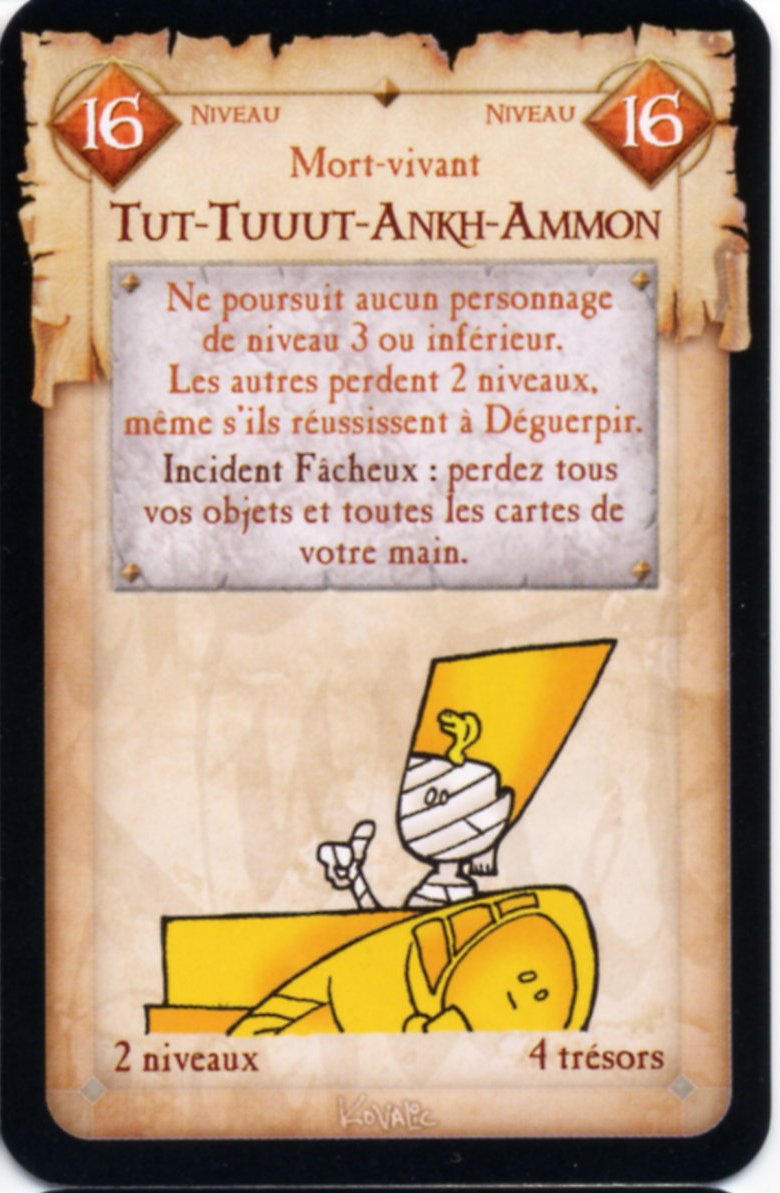 16 Niveau Niveau 16
Mort-vivant
Tut-Tuuut-Ankh-Ammon
Ne poursuit aucun personnage
de niveau 3 ou inférieur.
Les autres perdent 2 niveaux,
même s'ils réussissent à Déguerpir.
Incident Fâcheux : perdez tous
vos objets et toutes les cartes de
votre main.
2 niveaux 4 trésors
Kovalic